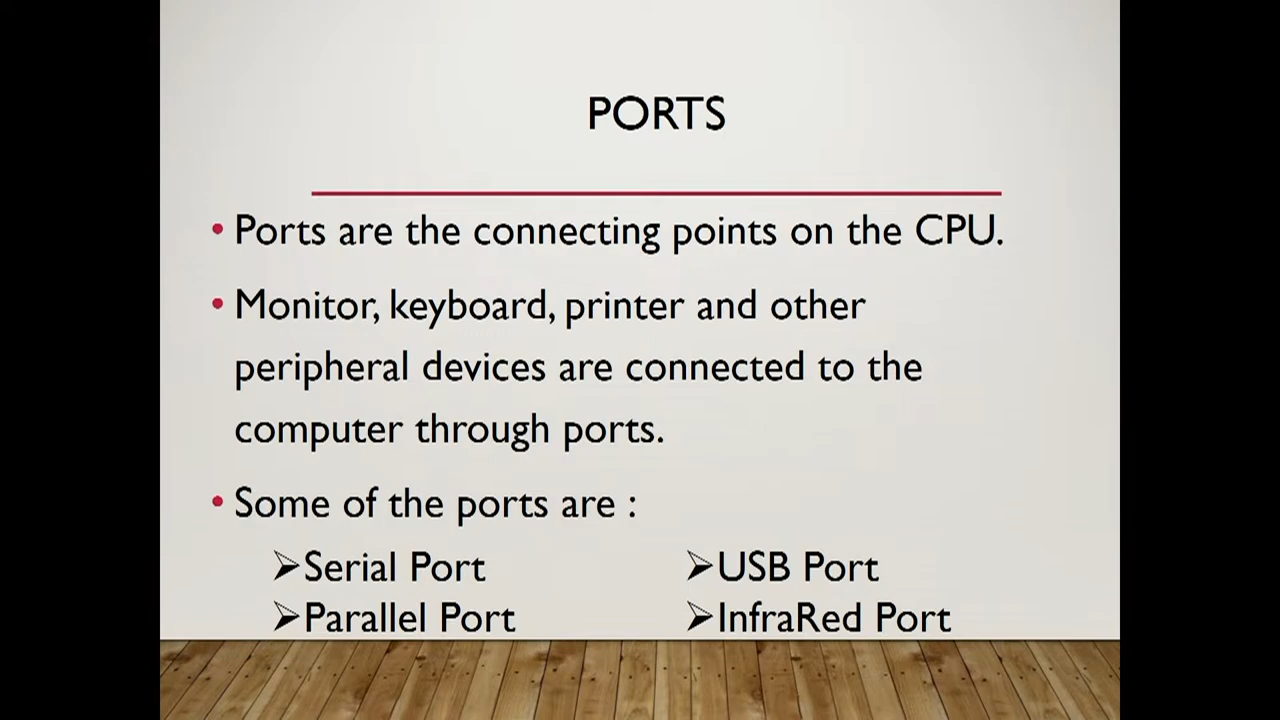 PORTS
• Ports are the connecting points on the CPU.
• Monitor, keyboard, printer and other
peripheral devices are connected to the
computer through ports.
• Some of the ports are :
➢Serial Port
➢Parallel Port
➢USB Port
➢InfraRed Port